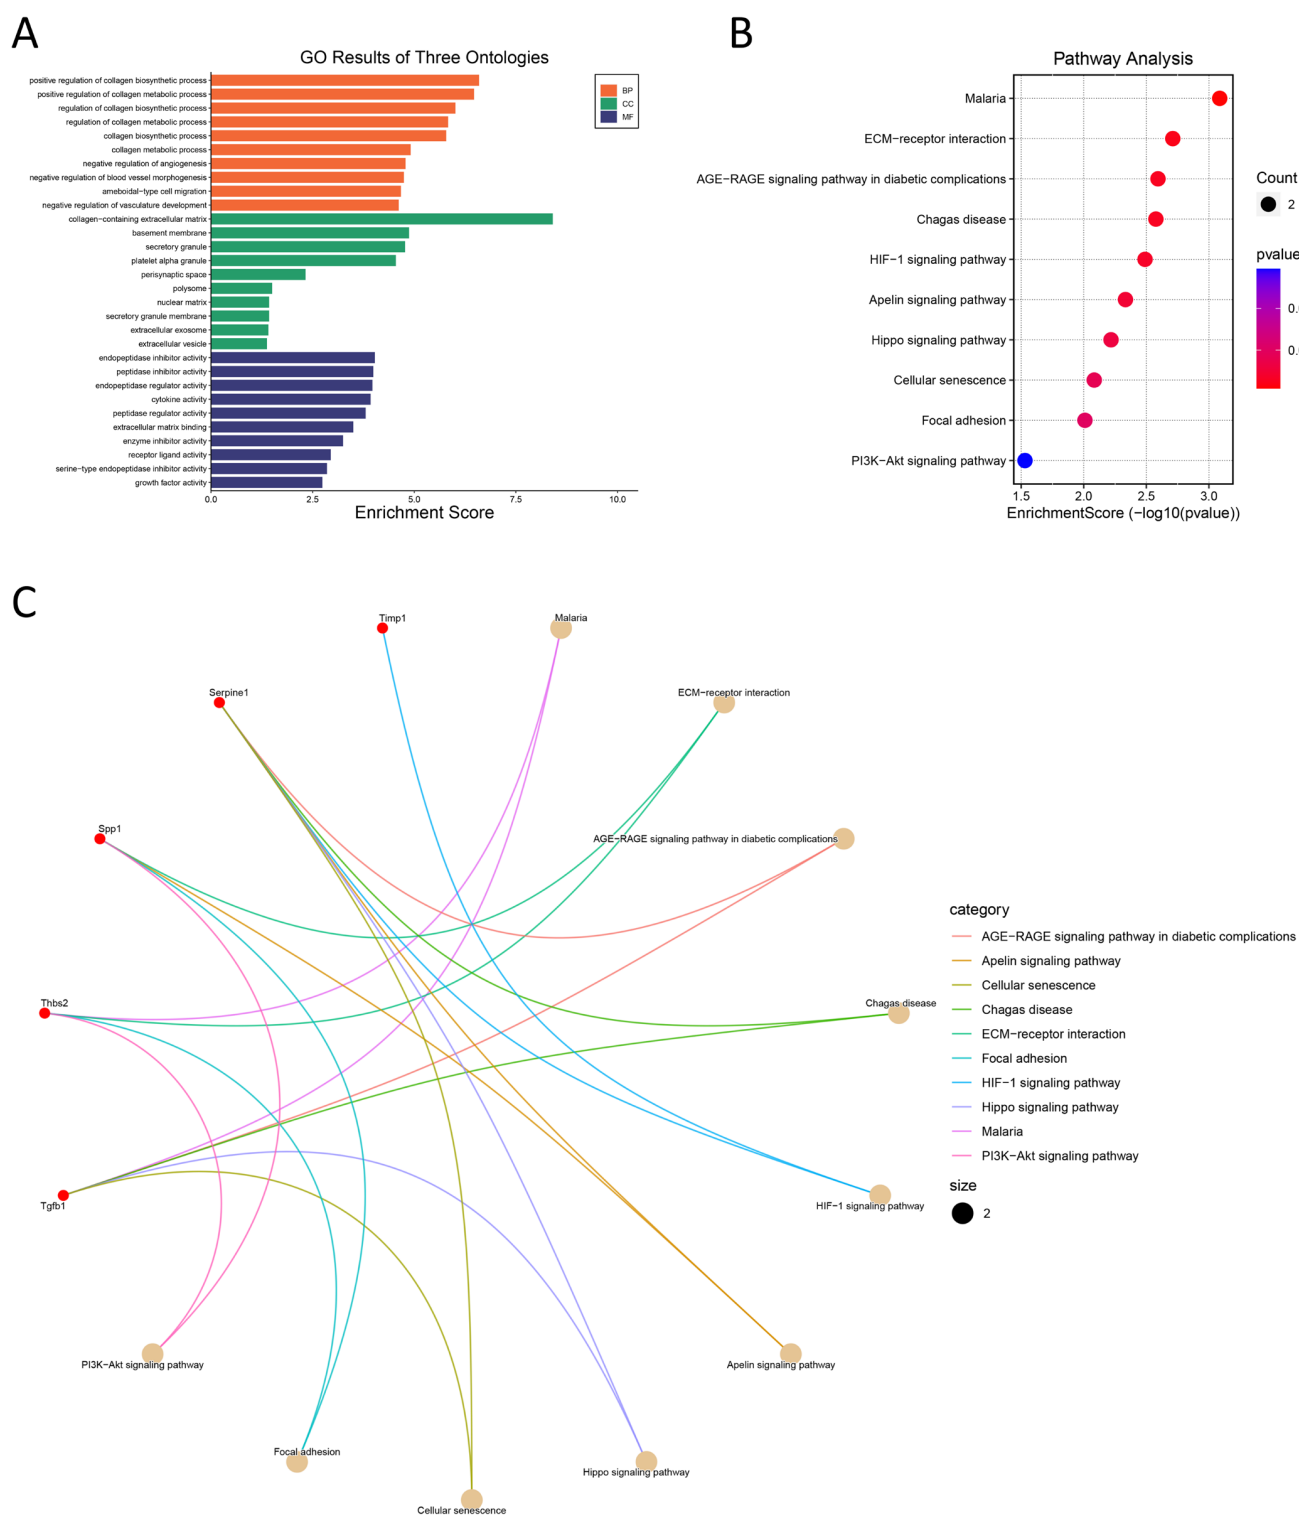 A
GO Results of Three Ontologies
positive regulation of collagen biosynthetic process
positive regulation of collagen metabolic process
regulation of collagen biosynthetic process
regulation of collagen metabolic process
collagen biosynthetic process
collagen metabolic process
negative regulation of angiogenesis
negative regulation of blood vessel morphogenesis
ameboidal-type cell migration
negative regulation of vasculature development
collagen-containing extracellular matrix
basement membrane
secretory granule
platelet alpha granule
perisynaptic space
polysome
nuclear matrix
secretory granule membrane
extracellular exosome
extracellular vesicle
endopeptidase inhibitor activity
peptidase inhibitor activity
endopeptidase regulator activity
cytokine activity
peptidase regulator activity
extracellular matrix binding
enzyme inhibitor activity
receptor ligand activity
serine-type endopeptidase inhibitor activity
growth factor activity
BP
CC
MF
0.0 2.5 5.0 7.5 10.0
Enrichment Score
B
Pathway Analysis
Malaria
ECM−receptor interaction
AGE−RAGE signaling pathway in diabetic complications
Chagas disease
HIF−1 signaling pathway
Apelin signaling pathway
Hippo signaling pathway
Cellular senescence
Focal adhesion
PI3K−Akt signaling pathway
1.5 2.0 2.5 3.0
EnrichmentScore (−log10(pvalue))
Count
2
pvalue
0.
0.
C
Timp1
Malaria
Serpine1
ECM−receptor interaction
Spp1
AGE−RAGE signaling pathway in diabetic complications
Thbs2
Chagas disease
Tgfb1
HIF−1 signaling pathway
PI3K−Akt signaling pathway
Apelin signaling pathway
Focal adhesion
Hippo signaling pathway
Cellular senescence
category
AGE−RAGE signaling pathway in diabetic complications
Apelin signaling pathway
Cellular senescence
Chagas disease
ECM−receptor interaction
Focal adhesion
HIF−1 signaling pathway
Hippo signaling pathway
Malaria
PI3K−Akt signaling pathway
size
2